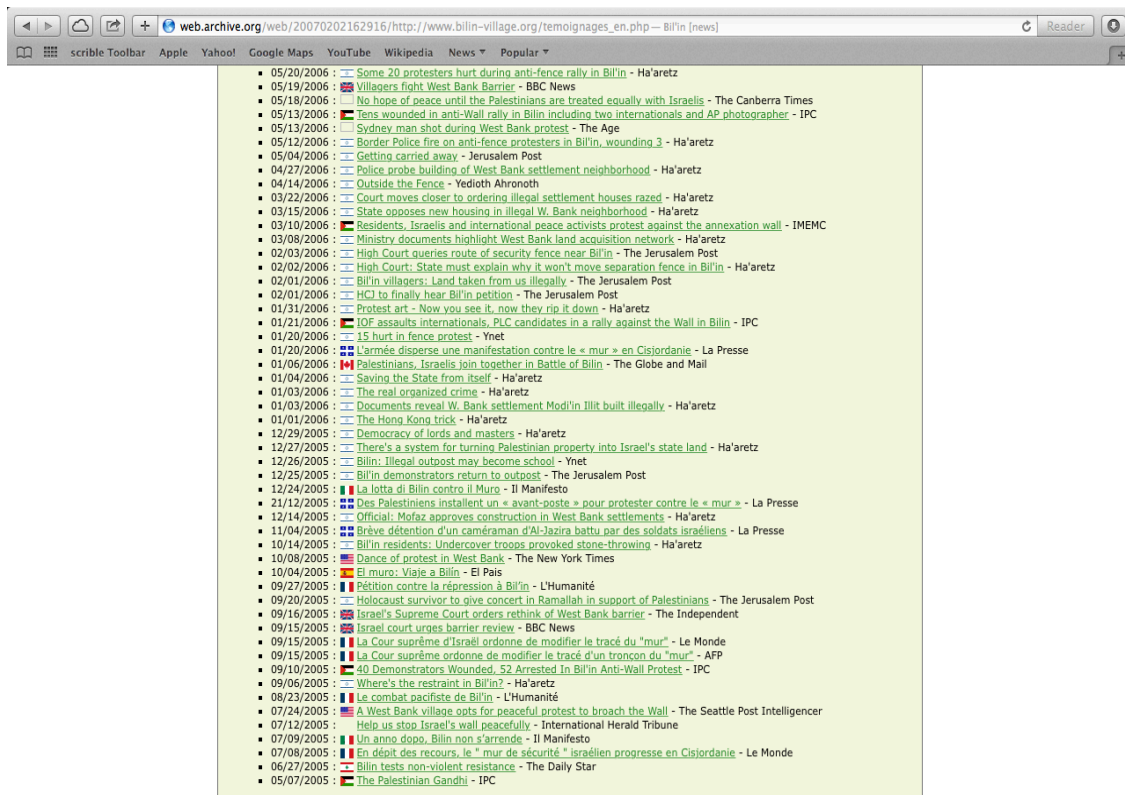 web.archive.org/web/20070202162916/http://www.bilin-village.org/temoignages_en.php — Bil'in [news]
Reader
scrible Toolbar Apple Yahoo! Google Maps YouTube Wikipedia News Popular
05/20/2006 : Some 20 protesters hurt during anti-fence rally in Bil'in - Ha'aretz
05/19/2006 : Villagers fight West Bank Barrier - BBC News
05/18/2006 : No hope of peace until the Palestinians are treated equally with Israelis - The Canberra Times
05/13/2006 : Tens wounded in anti-Wall rally in Bilin including two internationals and AP photographer - IPC
05/13/2006 : Sydney man shot during West Bank protest - The Age
05/12/2006 : Border Police fire on anti-fence protesters in Bil'in, wounding 3 - Ha'aretz
05/04/2006 : Getting carried away - Jerusalem Post
04/27/2006 : Police probe building of West Bank settlement neighborhood - Ha'aretz
04/14/2006 : Outside the Fence - Yedioth Ahronoth
03/22/2006 : Court moves closer to ordering illegal settlement houses razed - Ha'aretz
03/15/2006 : State opposes new housing in illegal W. Bank neighborhood - Ha'aretz
03/10/2006 : Residents, Israelis and international peace activists protest against the annexation wall - IMEMC
03/08/2006 : Ministry documents highlight West Bank land acquisition network - Ha'aretz
02/03/2006 : High Court queries route of security fence near Bil'in - The Jerusalem Post
02/02/2006 : High Court: State must explain why it won't move separation fence in Bil'in - Ha'aretz
02/01/2006 : Bil'in villagers: Land taken from us illegally - The Jerusalem Post
02/01/2006 : HCJ to finally hear Bil'in petition - The Jerusalem Post
01/31/2006 : Protest art - Now you see it, now they rip it down - Ha'aretz
01/21/2006 : IOF assaults internationals, PLC candidates in a rally against the Wall in Bilin - IPC
01/20/2006 : 15 hurt in fence protest - Ynet
01/20/2006 : L'armée disperse une manifestation contre le « mur » en Cisjordanie - La Presse
01/06/2006 : Palestinians, Israelis join together in Battle of Bilin - The Globe and Mail
01/04/2006 : Saving the State from itself - Ha'aretz
01/03/2006 : The real organized crime - Ha'aretz
01/03/2006 : Documents reveal W. Bank settlement Modi'in Illit built illegally - Ha'aretz
01/01/2006 : The Hong Kong trick - Ha'aretz
12/29/2005 : Democracy of lords and masters - Ha'aretz
12/27/2005 : There's a system for turning Palestinian property into Israel's state land - Ha'aretz
12/26/2005 : Bilin: Illegal outpost may become school - Ynet
12/25/2005 : Bil'in demonstrators return to outpost - The Jerusalem Post
12/24/2005 : La lotta di Bilin contro il Muro - Il Manifesto
21/12/2005 : Des Palestiniens installent un « avant-poste » pour protester contre le « mur » - La Presse
12/14/2005 : Official: Mofaz approves construction in West Bank settlements - Ha'aretz
11/04/2005 : Brève détention d'un caméraman d'Al-Jazira battu par des soldats israéliens - La Presse
10/14/2005 : Bil'in residents: Undercover troops provoked stone-throwing - Ha'aretz
10/08/2005 : Dance of protest in West Bank - The New York Times
10/04/2005 : El muro: Viaje a Bilín - El Pais
09/27/2005 : Pétition contre la répression à Bil'in - L'Humanité
09/20/2005 : Holocaust survivor to give concert in Ramallah in support of Palestinians - The Jerusalem Post
09/16/2005 : Israel's Supreme Court orders rethink of West Bank barrier - The Independent
09/15/2005 : Israel court urges barrier review - BBC News
09/15/2005 : La Cour suprême d'Israël ordonne de modifier le tracé du "mur" - Le Monde
09/15/2005 : La Cour suprême ordonne de modifier le tracé d'un tronçon du "mur" - AFP
09/10/2005 : 40 Demonstrators Wounded, 52 Arrested In Bil'in Anti-Wall Protest - IPC
09/06/2005 : Where's the restraint in Bil'in? - Ha'aretz
08/23/2005 : Le combat pacifiste de Bil'in - L'Humanité
07/24/2005 : A West Bank village opts for peaceful protest to broach the Wall - The Seattle Post Intelligencer
07/12/2005 : Help us stop Israel's wall peacefully - International Herald Tribune
07/09/2005 : Un anno dopo, Bilin non s'arrende - Il Manifesto
07/08/2005 : En dépit des recours, le " mur de sécurité " israélien progresse en Cisjordanie - Le Monde
06/27/2005 : Bilin tests non-violent resistance - The Daily Star
05/07/2005 : The Palestinian Gandhi - IPC